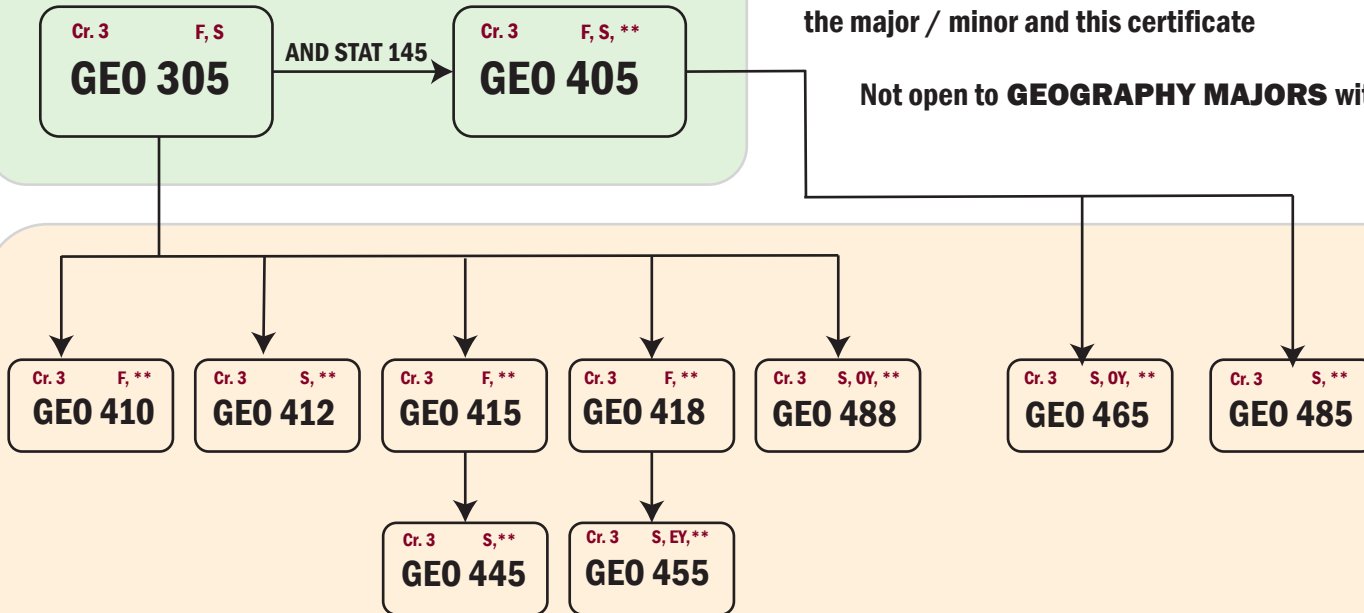 Cr. 3 F, S
GEO 305
AND STAT 145
Cr. 3 F, S, **
GEO 405
the major / minor and this certificate
Not open to GEOGRAPHY MAJORS
Cr. 3 F, **
GEO 410
Cr. 3 S, **
GEO 412
Cr. 3 F, **
GEO 415
Cr. 3 F, **
GEO 418
Cr. 3 S, OY, **
GEO 488
Cr. 3 S, OY, **
GEO 465
Cr. 3 S, **
GEO 485
Cr. 3 S,**
GEO 445
Cr. 3 S, EY,**
GEO 455